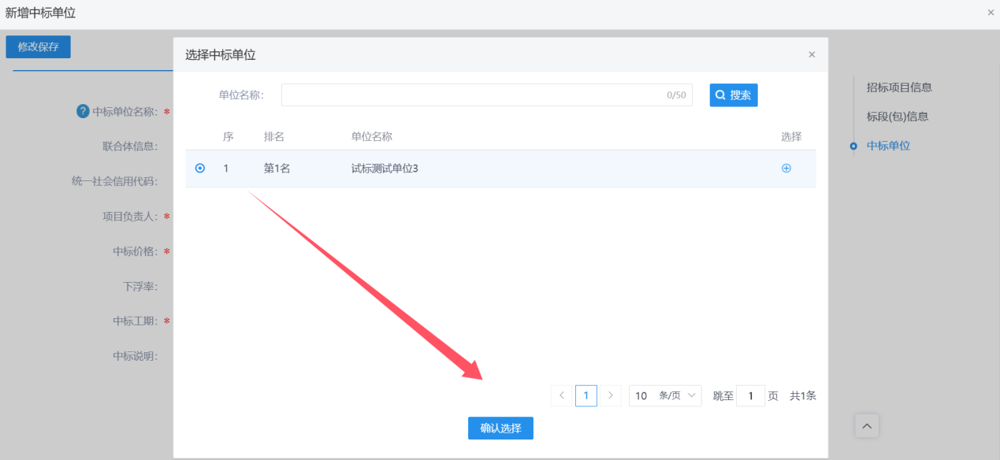 新增中标单位
修改保存
选择中标单位
单位名称：
0/50
搜索
序 排名 单位名称 选择
1 第1名 试标测试单位3
? 中标单位名称： *
联合体信息：
统一社会信用代码：
项目负责人： *
中标价格： *
下浮率：
中标工期： *
中标说明：
招标项目信息
标段(包)信息
中标单位
1 10 条/页 跳至 1 页 共1条
确认选择